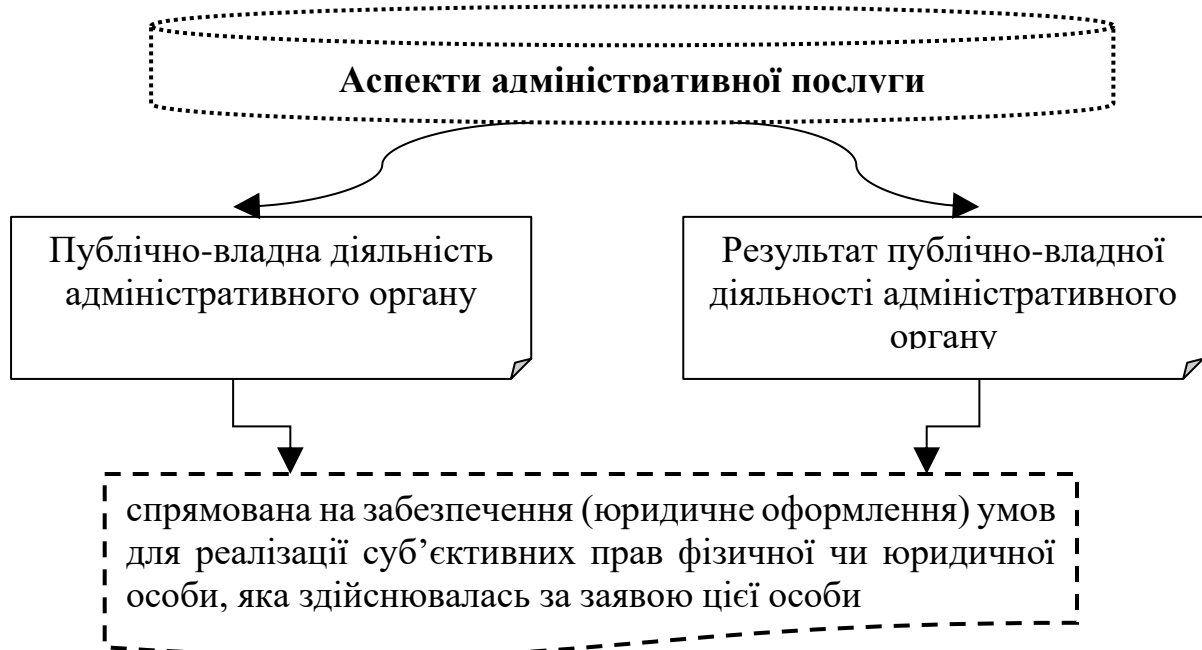 Аспекти адміністративної послуги
Публічно-владна діяльність
адміністративного органу
Результат публічно-владної
діяльності адміністративного
органу
спрямована на забезпечення (юридичне оформлення) умов
для реалізації суб’єктивних прав фізичної чи юридичної
особи, яка здійснювалась за заявою цієї особи